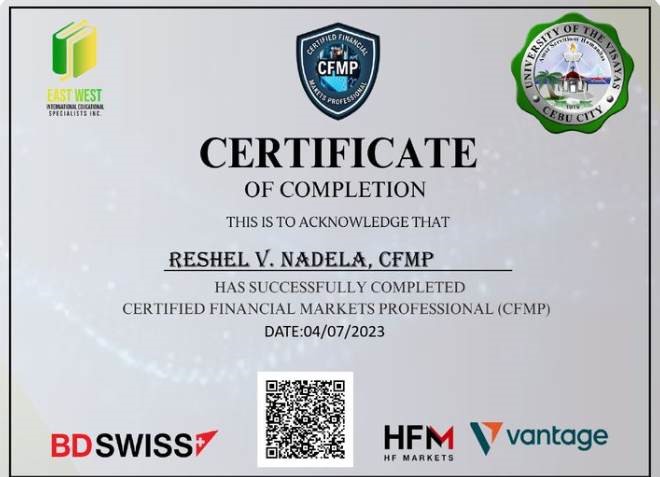 EAST WEST
INTERNATIONAL EDUCATIONAL
SPECIALISTS INC.
CERTIFIED FINANCIAL
CFMP
MARKETS PROFESSIONAL
UNIVERSITY OF THE VISAYAS
1919
CEBU CITY
CERTIFICATE
OF COMPLETION
THIS IS TO ACKNOWLEDGE THAT
RESHEL V. NADELA, CFMP
HAS SUCCESSFULLY COMPLETED
CERTIFIED FINANCIAL MARKETS PROFESSIONAL (CFMP)
DATE:04/07/2023
BDSWISS
HFM
HF MARKETS
vantage